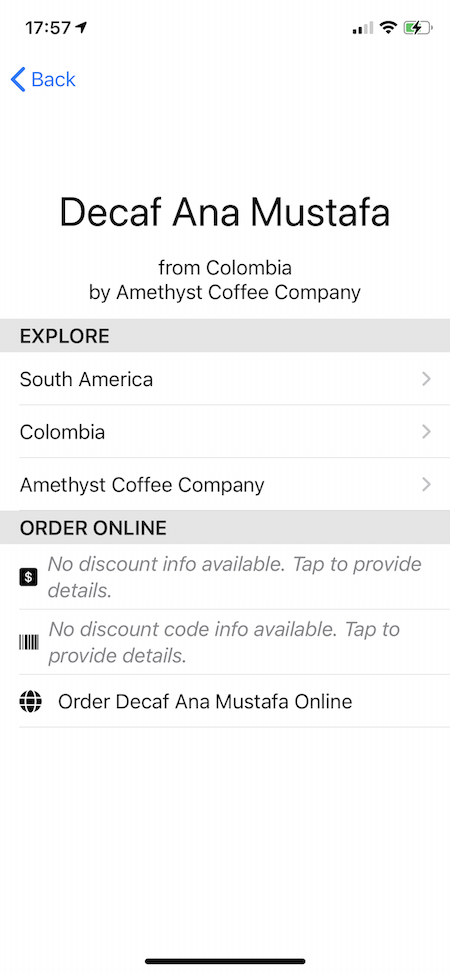 17:57
Back
Decaf Ana Mustafa
from Colombia
by Amethyst Coffee Company
EXPLORE
South America
Colombia
Amethyst Coffee Company
ORDER ONLINE
$
No discount info available. Tap to provide
details.
No discount code info available. Tap to
provide details.
Order Decaf Ana Mustafa Online